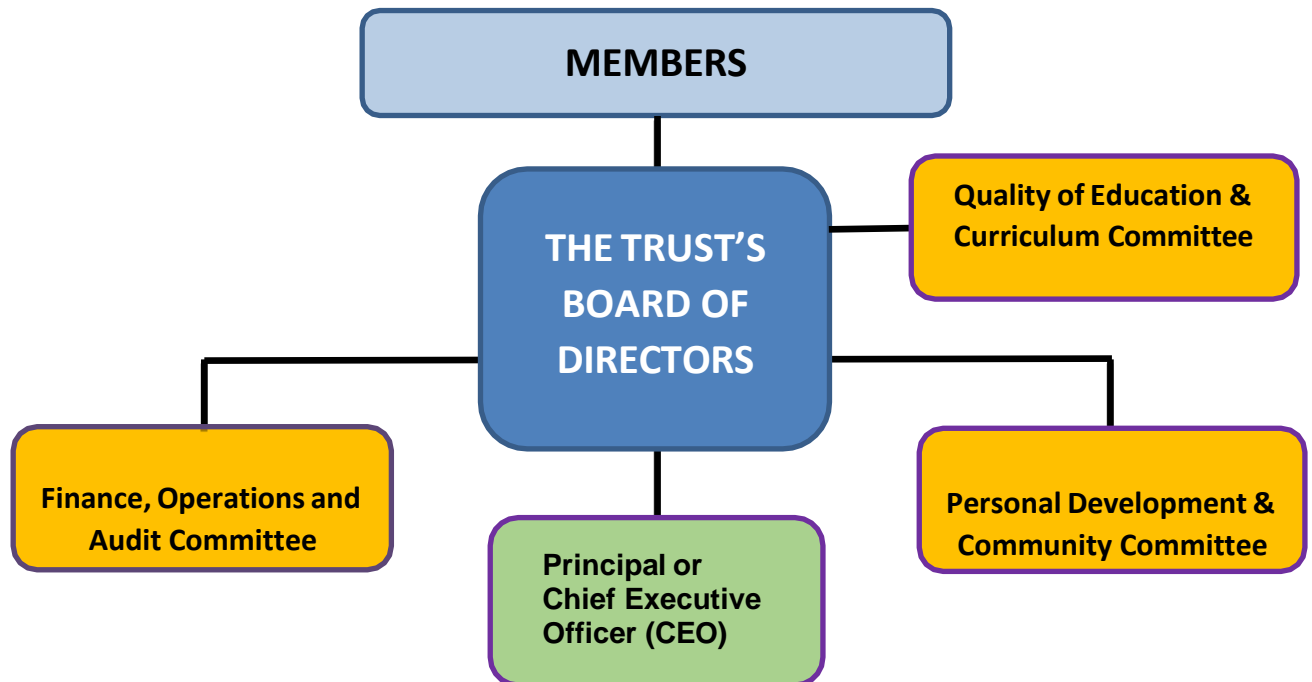 MEMBERS
Quality of Education &
Curriculum Committee
THE TRUST’S
BOARD OF
DIRECTORS
Finance, Operations and
Audit Committee
Personal Development &
Community Committee
Principal or
Chief Executive
Officer (CEO)